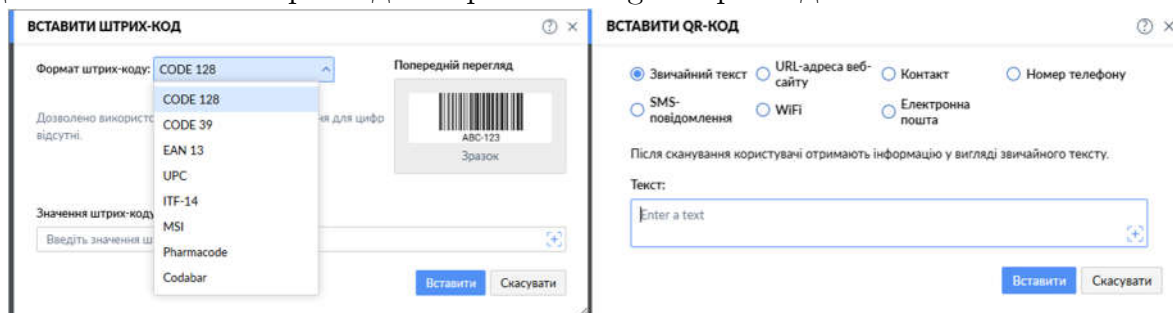 ВСТАВИТИ ШТРИХ-КОД
Формат штрих-коду: CODE 128
CODE 128
CODE 39
EAN 13
UPC
ITF-14
MSI
Pharmacode
Codabar
Дозволено
для цифр
відсутні.
Попередній перегляд
ABC-123
Зразок
Значення штрих-коду
Введіть значення
Вставити Скасувати
ВСТАВИТИ QR-КОД
Звичайний текст
URL-адреса веб-
сайту
Контакт
Номер телефону
SMS-
повідомлення
WiFi
Електронна
пошта
Після сканування користувачі отримають інформацію у вигляді звичайного тексту.
Текст:
Enter a text
Вставити Скасувати